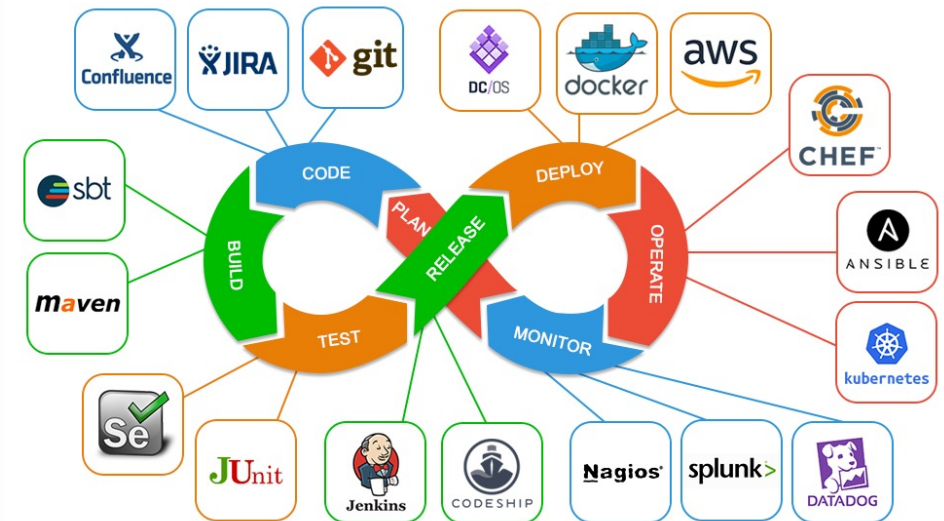 Confluence
JIRA
git
DC/OS
docker
aws
CHEF™
sbt
CODE
DEPLOY
PLAN
RELEASE
BUILD
OPERATE
ANSIBLE
maven
TEST
MONITOR
kubernetes
Se
JUnit
Jenkins
CODESHIP
Nagios®
splunk>
DATADOG